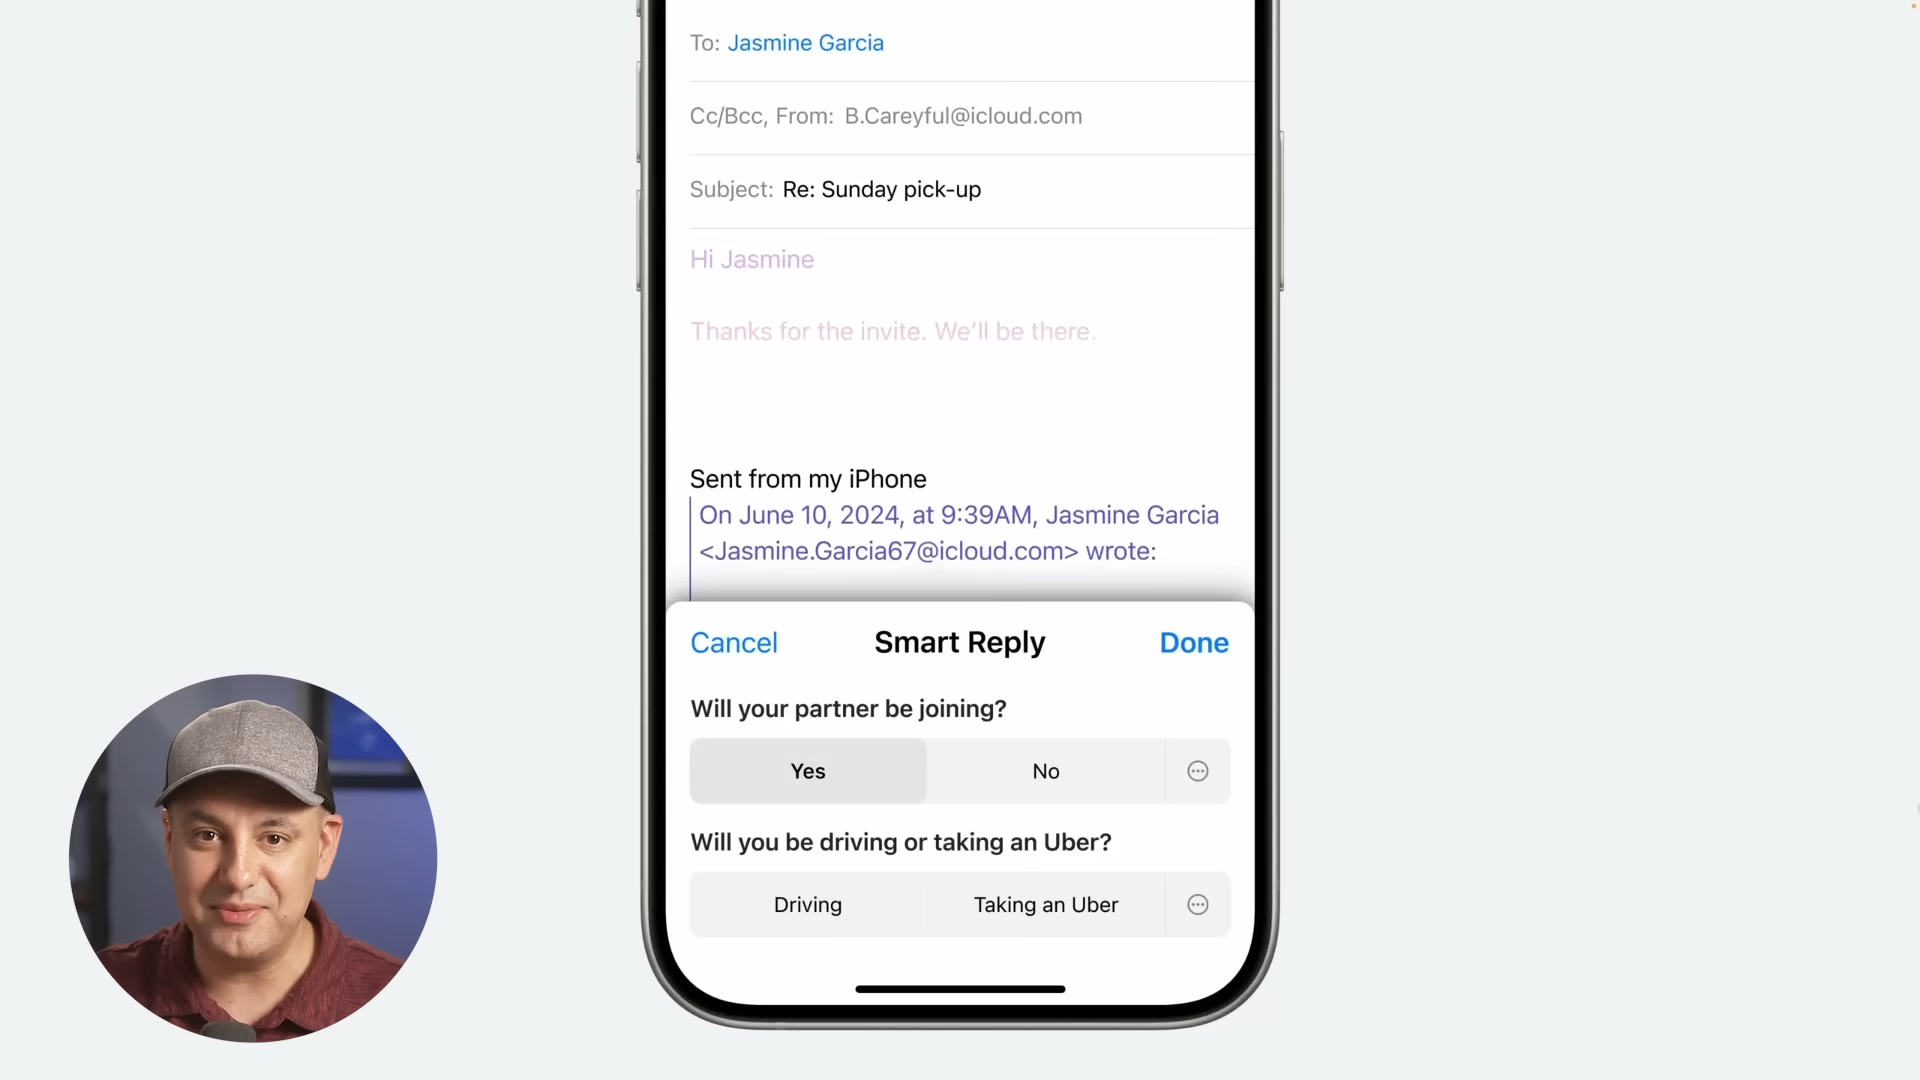 To: Jasmine Garcia
Cc/Bcc, From: B.Careyful@icloud.com
Subject: Re: Sunday pick-up
Hi Jasmine
Thanks for the invite. We'll be there.
Sent from my iPhone
On June 10, 2024, at 9:39AM, Jasmine Garcia
<Jasmine.Garcia67@icloud.com> wrote:
Cancel Smart Reply Done
Will your partner be joining?
Yes No
Will you be driving or taking an Uber?
Driving Taking an Uber